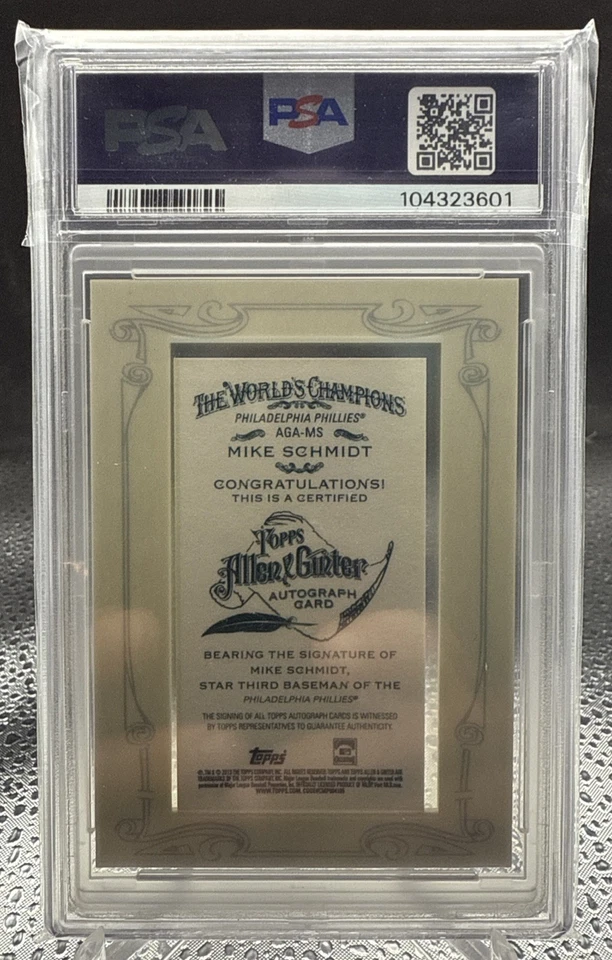 PSA
PSA
104323601
THE WORLD'S CHAMPIONS
PHILADELPHIA PHILLIES®
AGA-MS
MIKE SCHMIDT
CONGRATULATIONS!
THIS IS A CERTIFIED
TOPPS
Allen & Ginter
AUTOGRAPH
CARD
BEARING THE SIGNATURE OF
MIKE SCHMIDT,
STAR THIRD BASEMAN OF THE
PHILADELPHIA PHILLIES®
THE SIGNING OF ALL TOPPS AUTOGRAPH CARDS IS WITNESSED
BY TOPPS REPRESENTATIVES TO GUARANTEE AUTHENTICITY.
Topps